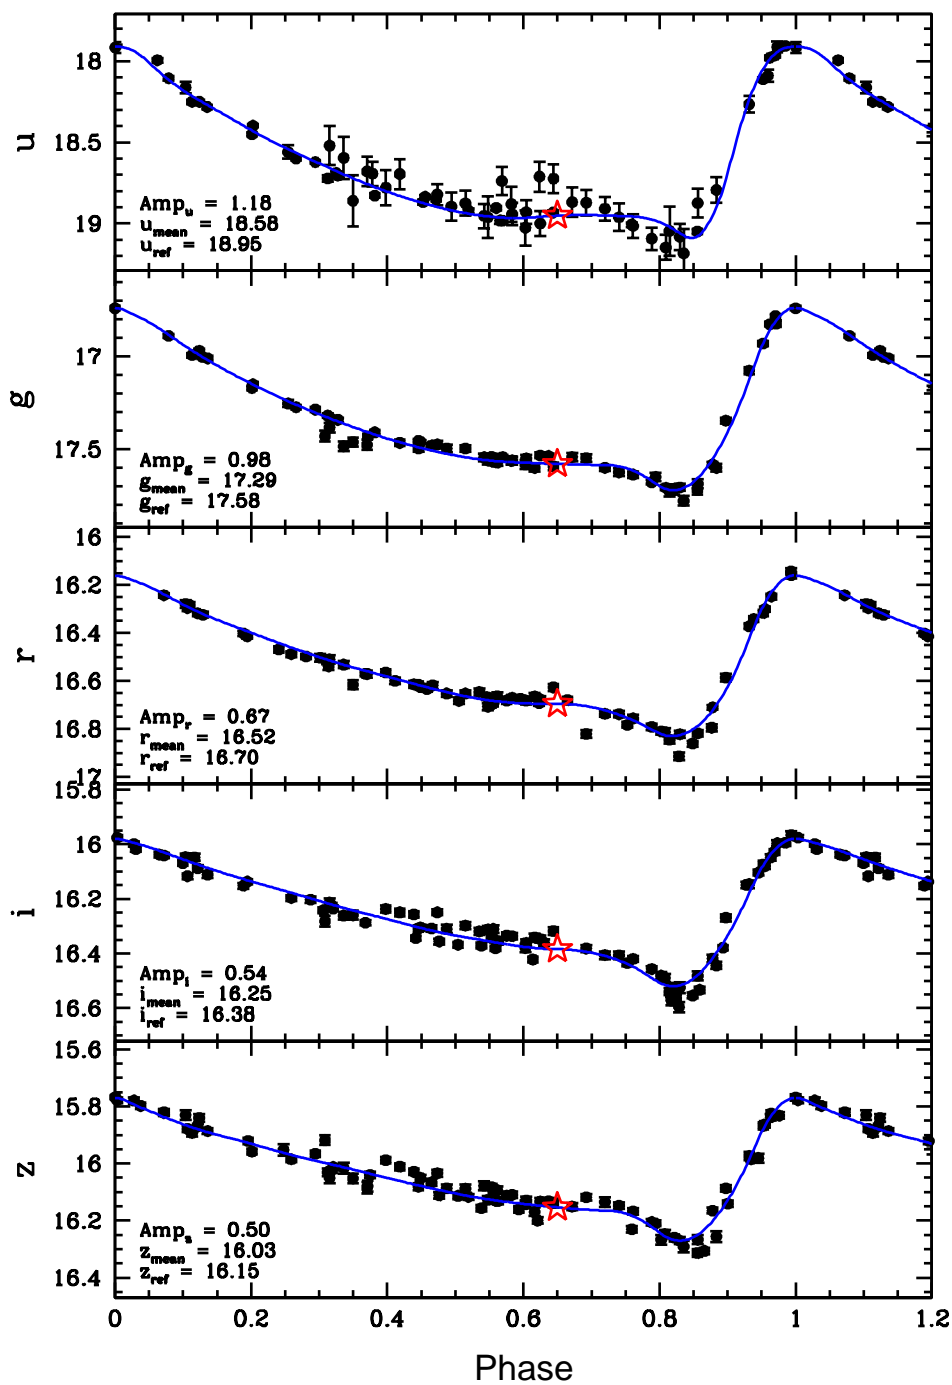 18
18.5
19
u
Amp_u = 1.18
u_mean = 18.58
u_ref = 18.95
17
17.5
g
Amp_g = 0.98
g_mean = 17.29
g_ref = 17.58
16
16.2
16.4
16.6
16.8
17
r
Amp_r = 0.67
r_mean = 16.52
r_ref = 16.70
15.8
16
16.2
16.4
16.6
i
Amp_i = 0.54
i_mean = 16.25
i_ref = 16.38
15.6
15.8
16
16.2
16.4
z
Amp_z = 0.50
z_mean = 16.03
z_ref = 16.15
0 0.2 0.4 0.6 0.8 1 1.2
Phase